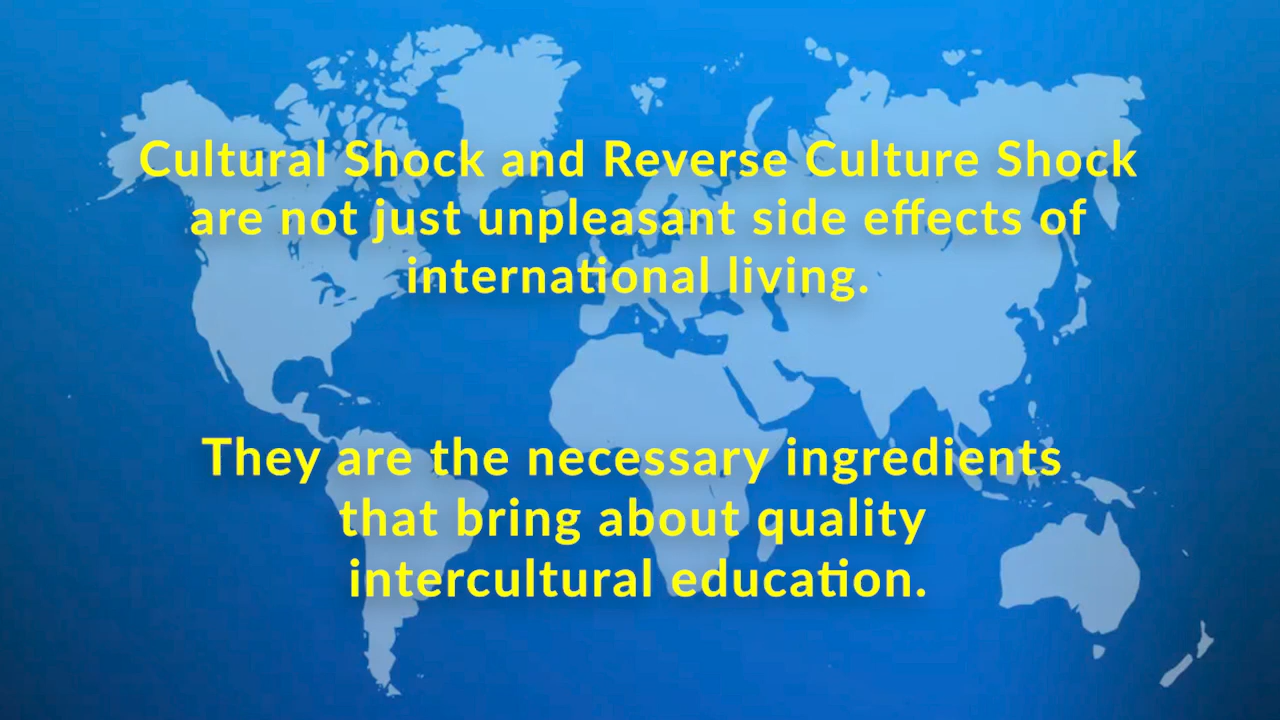 Cultural Shock and Reverse Culture Shock
are not just unpleasant side effects of
international living.
They are the necessary ingredients
that bring about quality
intercultural education.